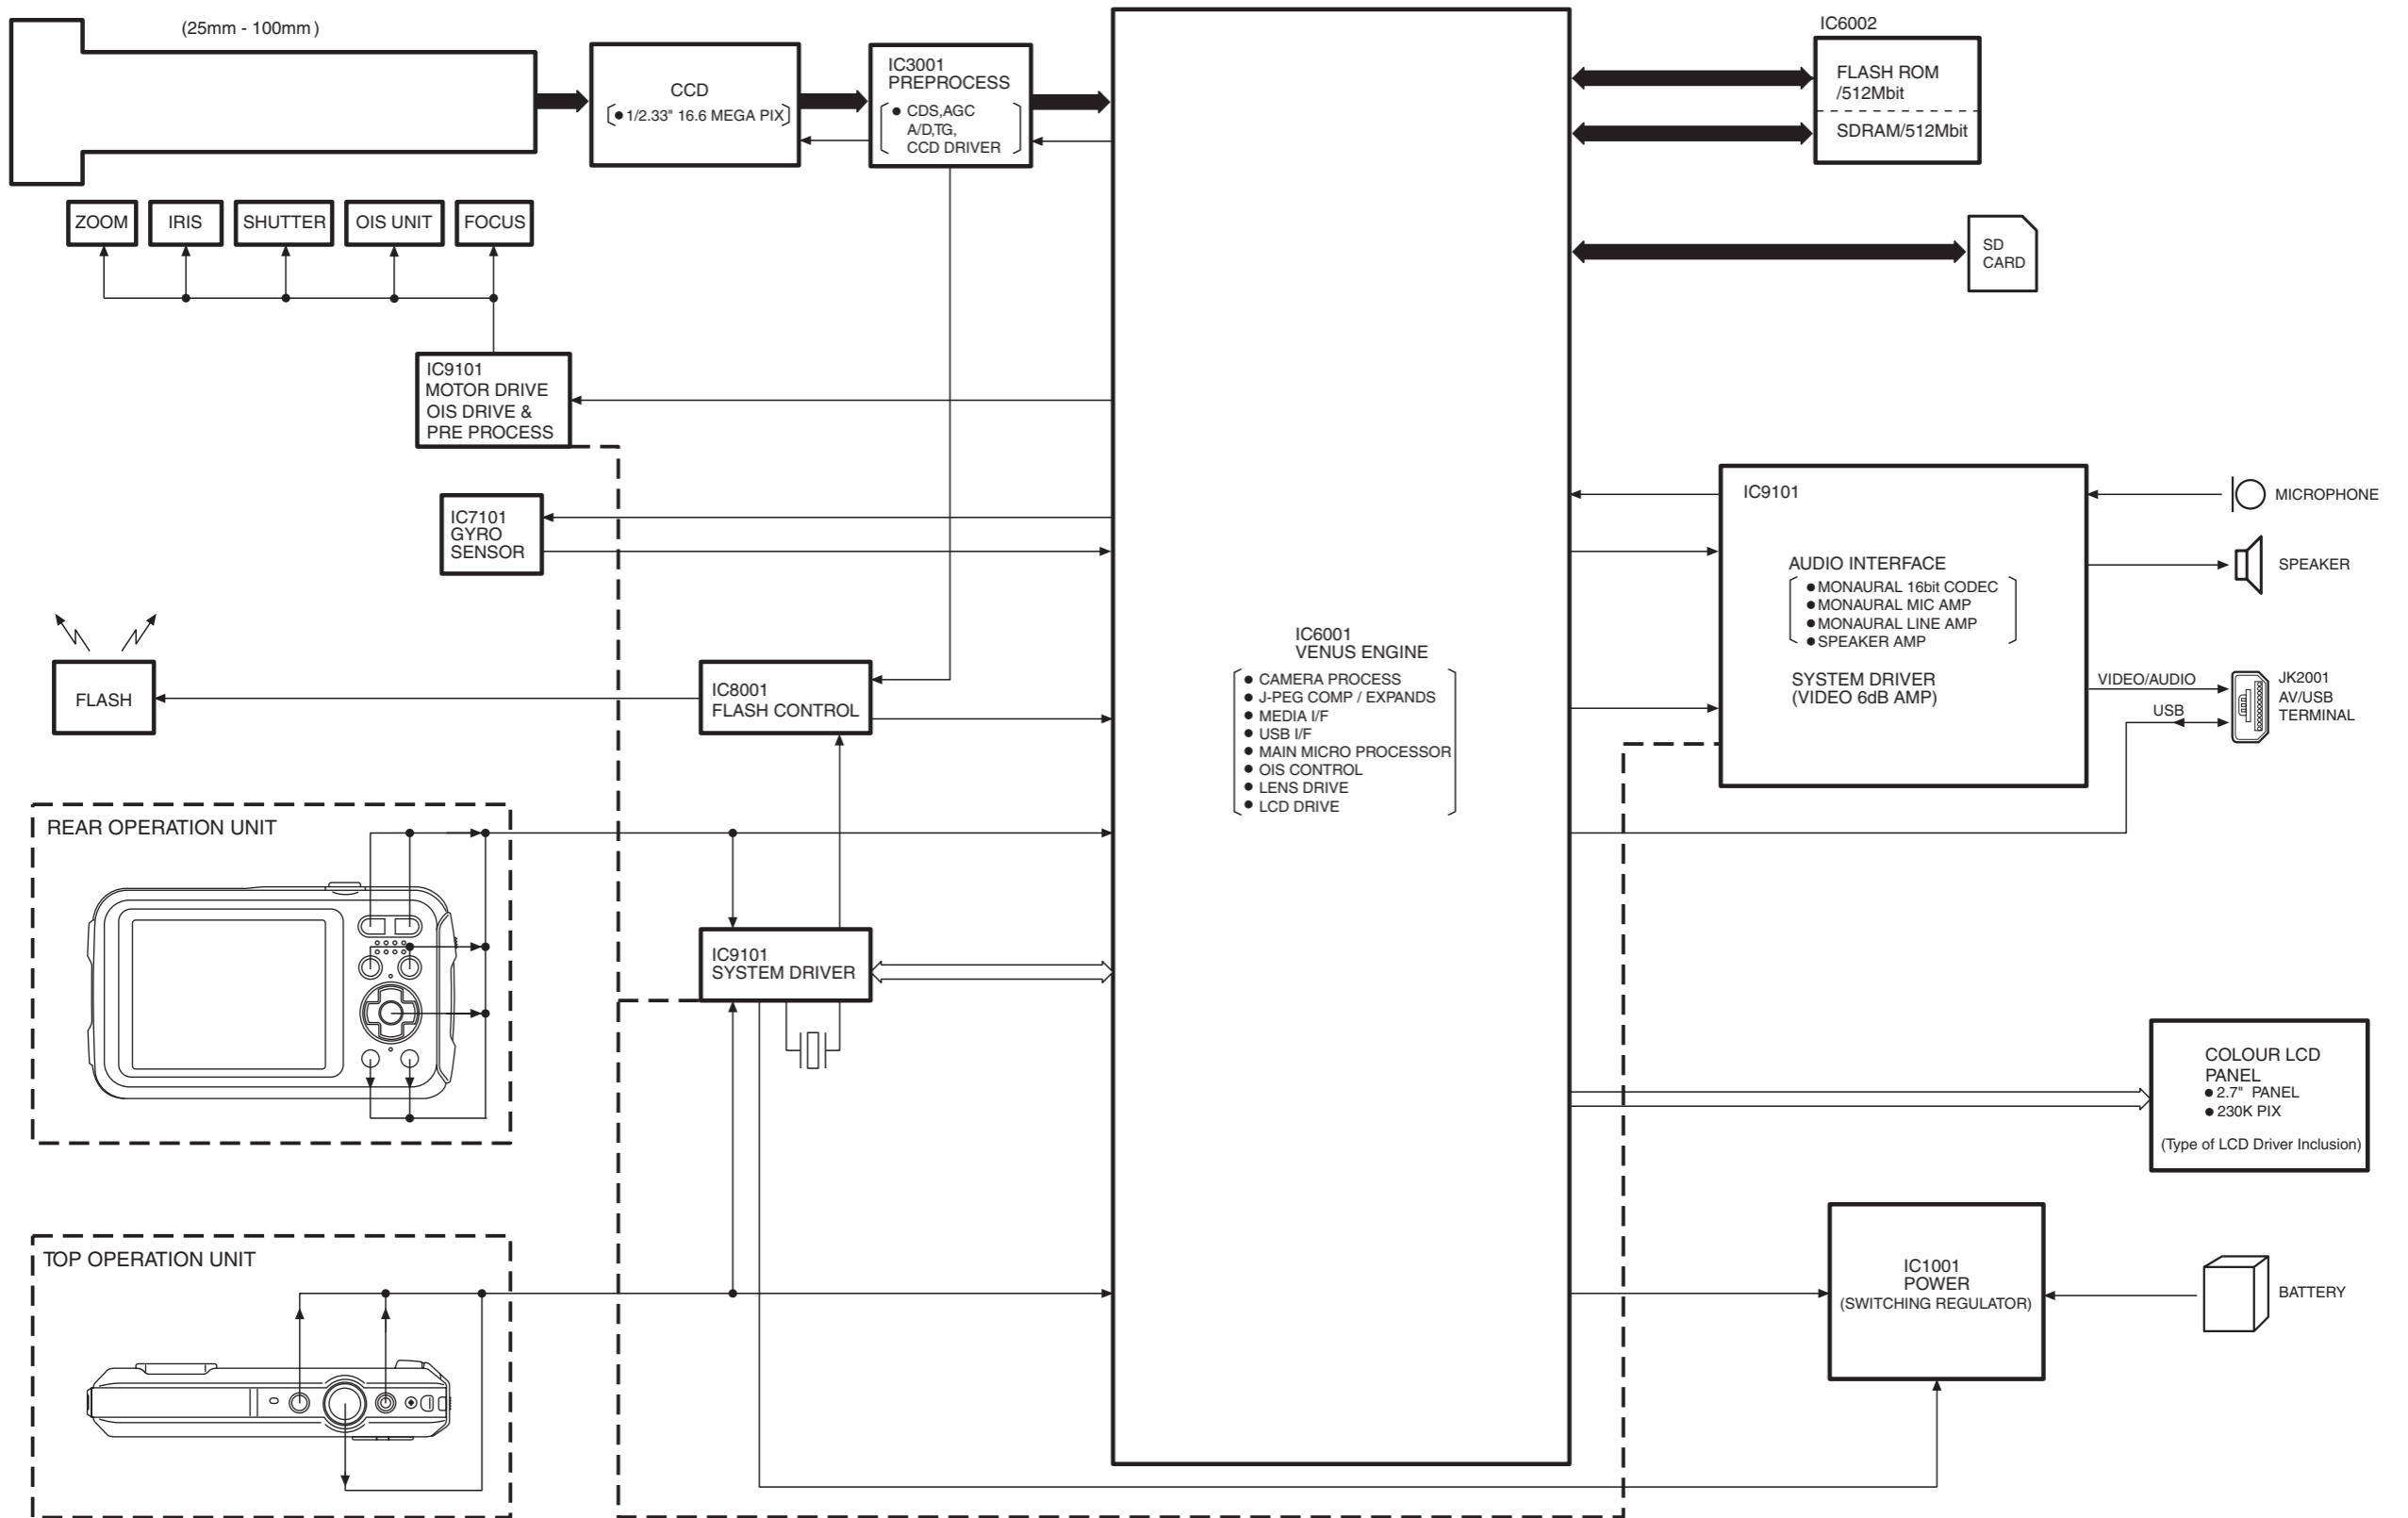 (25mm - 100mm)
CCD
● 1/2.33" 16.6 MEGA PIX
IC3001
PREPROCESS
● CDS,AGC
A/D,TG,
CCD DRIVER
IC6002
FLASH ROM
/512Mbit
SDRAM/512Mbit
ZOOM
IRIS
SHUTTER
OIS UNIT
FOCUS
SD
CARD
IC9101
MOTOR DRIVE
OIS DRIVE &
PRE PROCESS
IC7101
GYRO
SENSOR
IC9101
AUDIO INTERFACE
● MONAURAL 16bit CODEC
● MONAURAL MIC AMP
● MONAURAL LINE AMP
● SPEAKER AMP
SYSTEM DRIVER
(VIDEO 6dB AMP)
MICROPHONE
SPEAKER
VIDEO/AUDIO
USB
JK2001
AV/USB
TERMINAL
IC6001
VENUS ENGINE
● CAMERA PROCESS
● J-PEG COMP / EXPANDS
● MEDIA I/F
● USB I/F
● MAIN MICRO PROCESSOR
● OIS CONTROL
● LENS DRIVE
● LCD DRIVE
FLASH
IC8001
FLASH CONTROL
REAR OPERATION UNIT
IC9101
SYSTEM DRIVER
COLOUR LCD
PANEL
● 2.7" PANEL
● 230K PIX
(Type of LCD Driver Inclusion)
TOP OPERATION UNIT
IC1001
POWER
(SWITCHING REGULATOR)
BATTERY